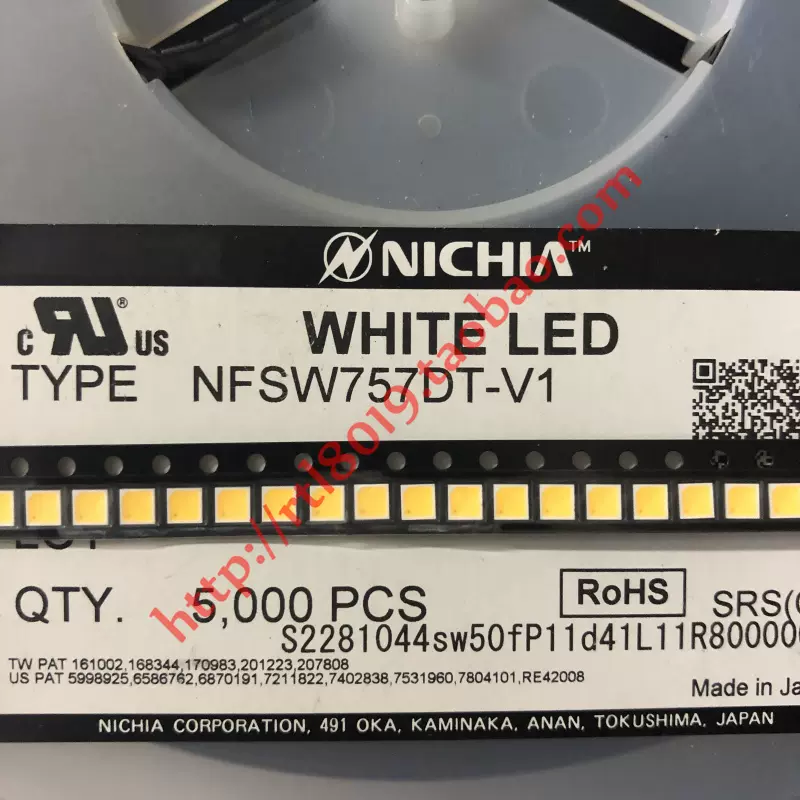 NICHIA™
c RU® US
WHITE LED
TYPE NFSW757DT-V1
http://rtl8019.taobao.com
QTY. 5,000 PCS
RoHS
SRS(
S2281044sw50fP11d41L11R80000
TW PAT 161002,168344,170983,201223,207808
US PAT 5998925,6586762,6870191,7211822,7402838,7531960,7804101,RE42008
Made in Ja
NICHIA CORPORATION, 491 OKA, KAMINAKA, ANAN, TOKUSHIMA, JAPAN